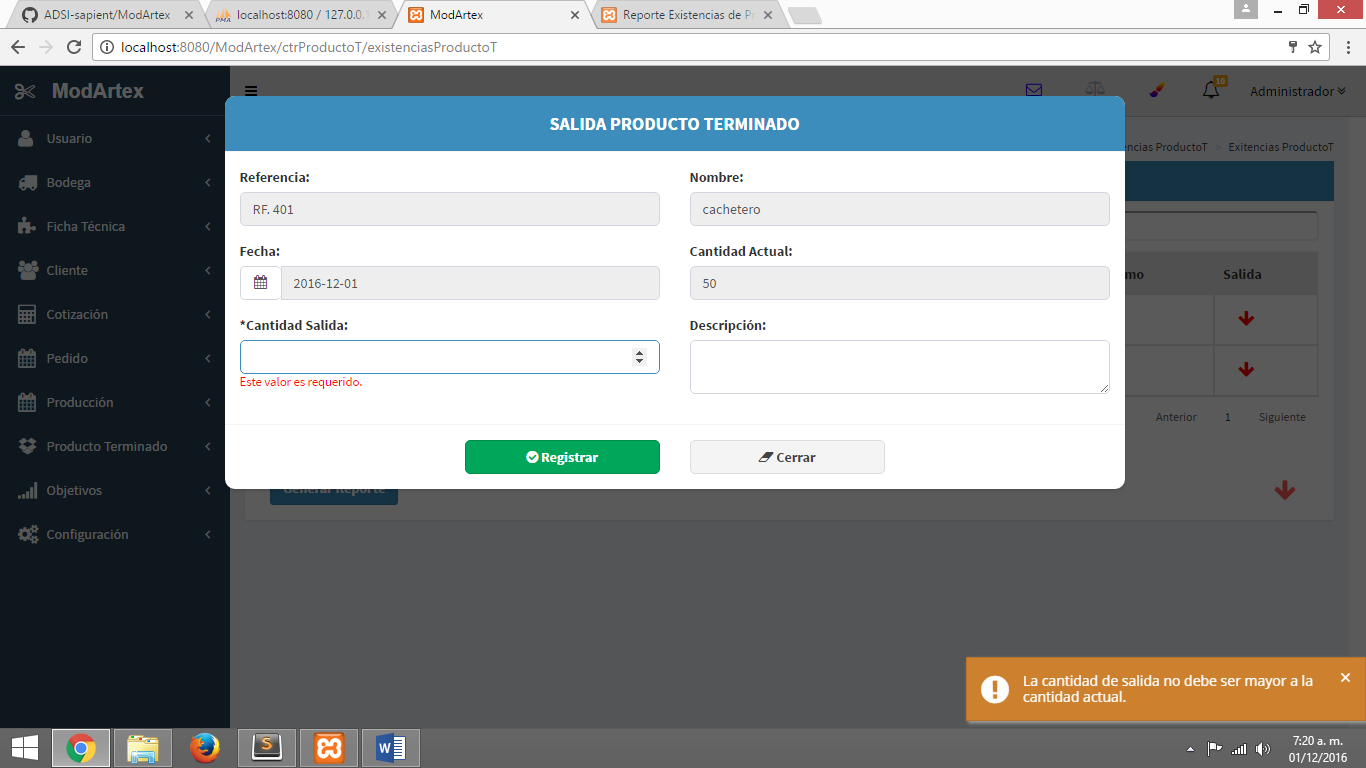 ADSI-sapient/ModArtex
localhost:8080 / 127.0.0.1
ModArtex
Reporte Existencias de Pr
localhost:8080/ModArtex/ctrProductoT/existenciasProductoT
ModArtex
10
Administrador
SALIDA PRODUCTO TERMINADO
Usuario
Bodega
Ficha Técnica
Cliente
Cotización
Pedido
Producción
Producto Terminado
Objetivos
Configuración
encias ProductoT > Exitencias ProductoT
Referencia:
Nombre:
RF. 401
cachetero
Fecha:
Cantidad Actual:
mo
Salida
2016-12-01
50
*Cantidad Salida:
Descripción:
Este valor es requerido.
Anterior 1 Siguiente
Registrar
Cerrar
Generar Reporte
La cantidad de salida no debe ser mayor a la
cantidad actual.
7:20 a. m.
01/12/2016